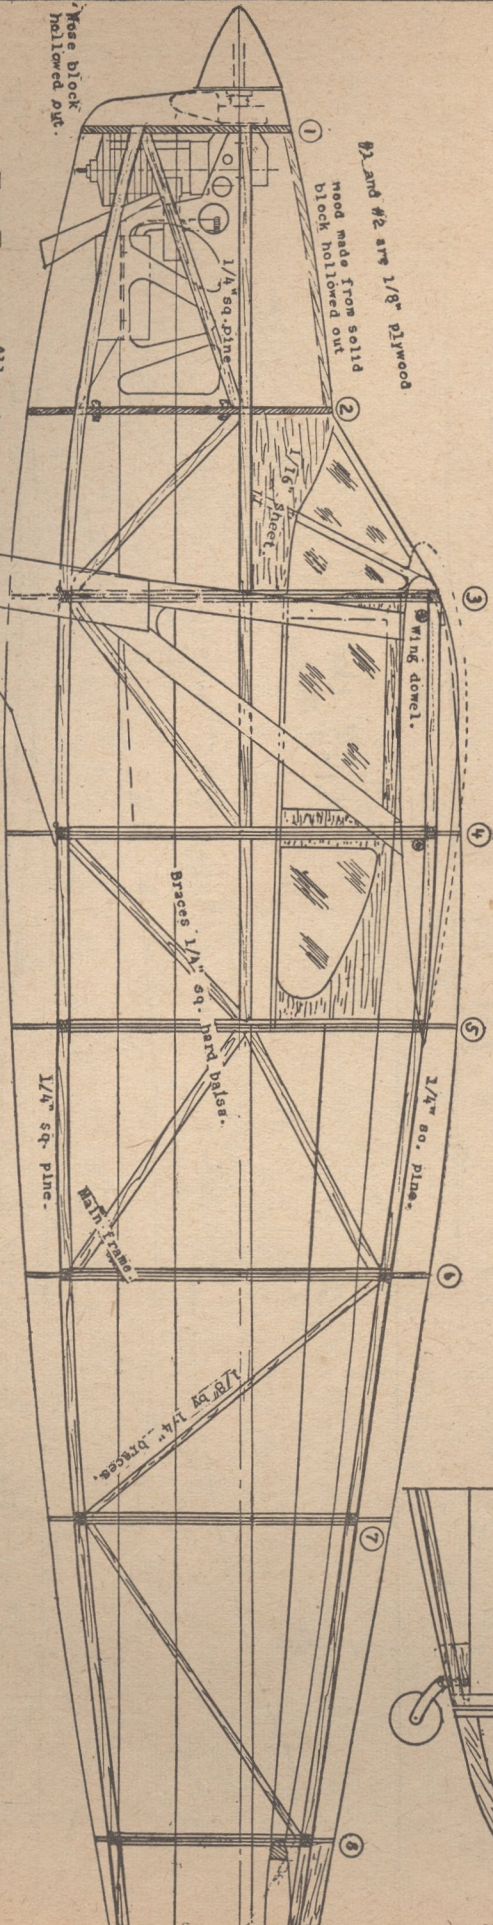 Nose block
hollowed out.
1
#1 and #2 are 1/8" plywood
Hood made from solid
block hollowed out
1/4" sq. pine
2
1/16"
sheet.
3
wing dowel.
4
Braces 1/4" sq. hard balsa.
5
1/4" sq. pine.
1/4" sq. pine.
Main frame.
6
1/8" by 1/4" braces.
7
8